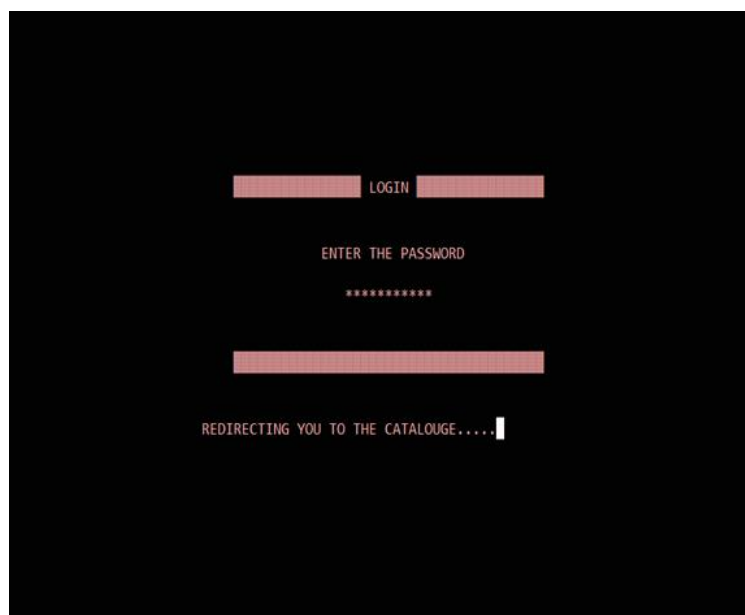 LOGIN
ENTER THE PASSWORD
***********
REDIRECTING YOU TO THE CATALOUGE.....